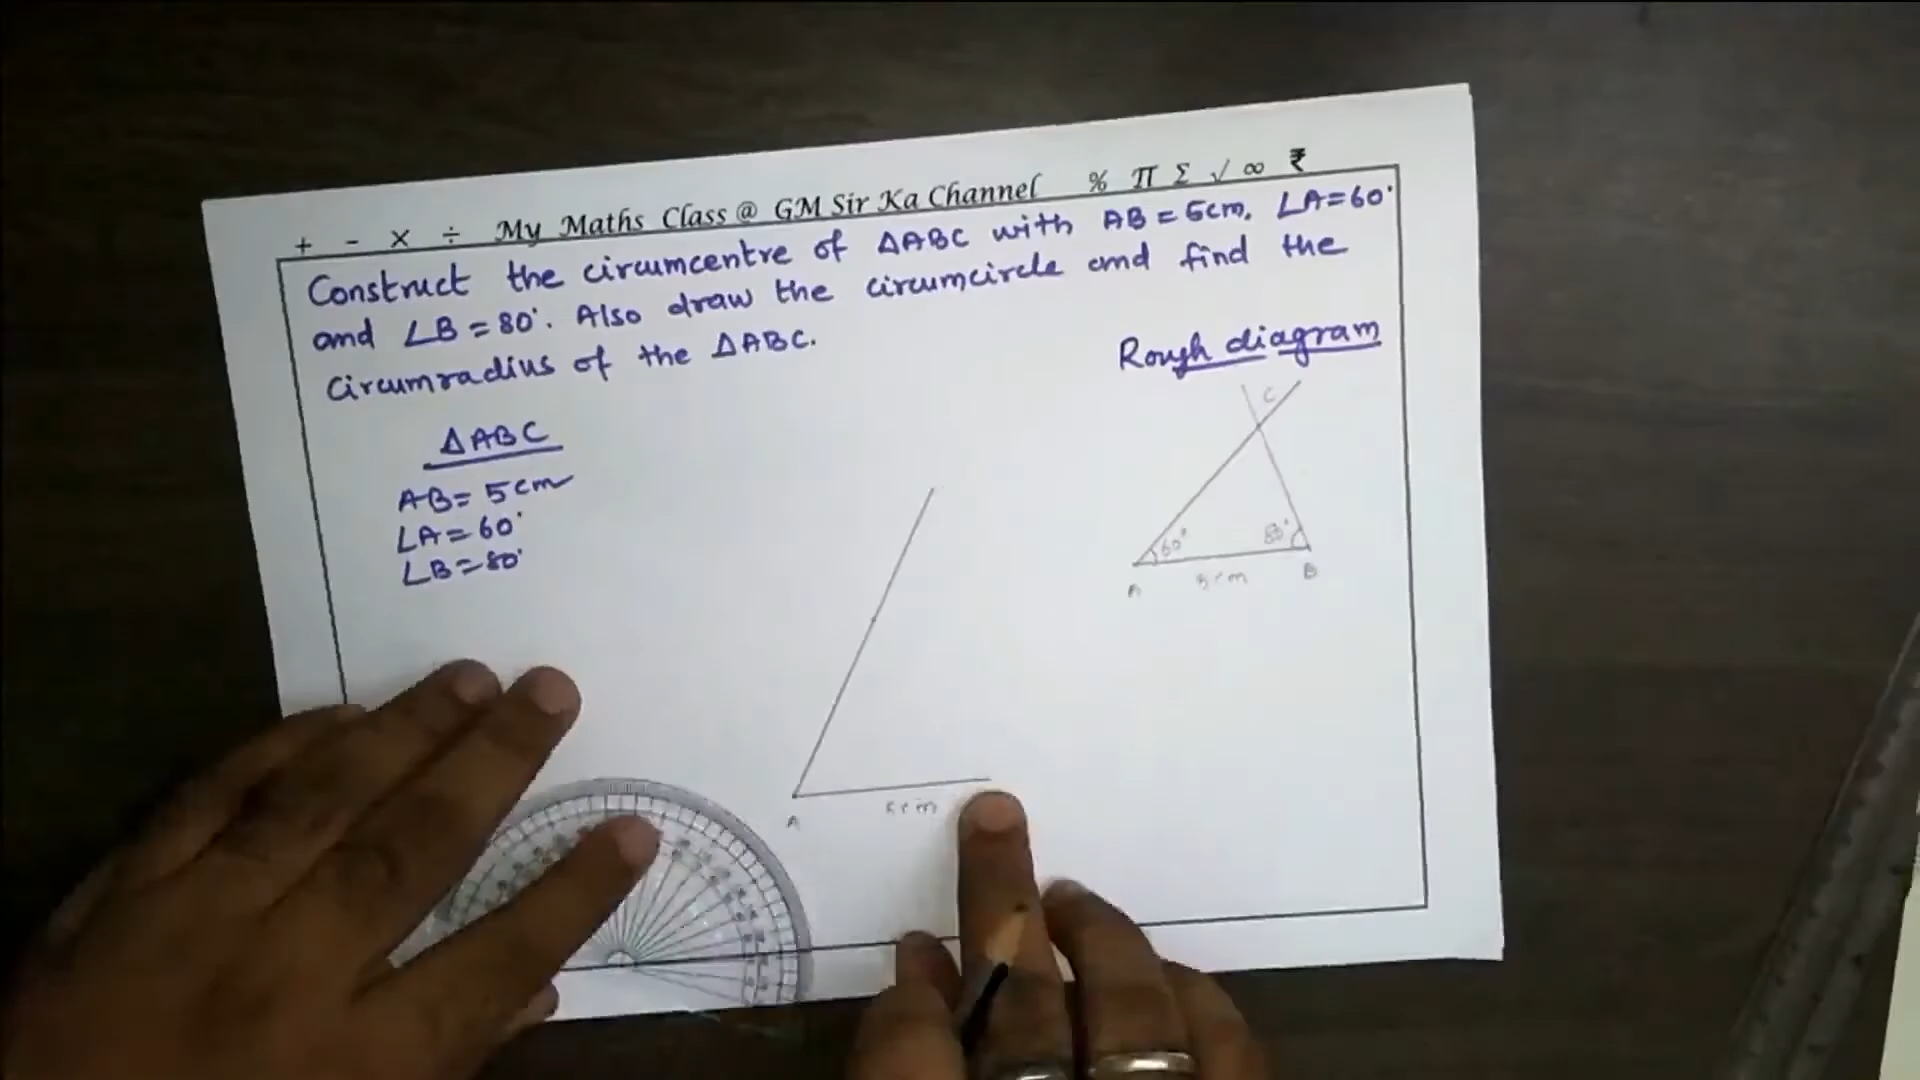 + - × ÷ My Maths Class @ GM Sir Ka Channel % Π Σ √ ∞ ₹
Construct the circumcentre of ΔABC with AB = 5cm, ∠A=60°
and ∠B = 80°. Also draw the circumcircle and find the
Circumradius of the ΔABC.
Rough diagram
C
60° 80°
A 5cm B
ΔABC
AB = 5cm
∠A = 60°
∠B = 80°
A 5cm